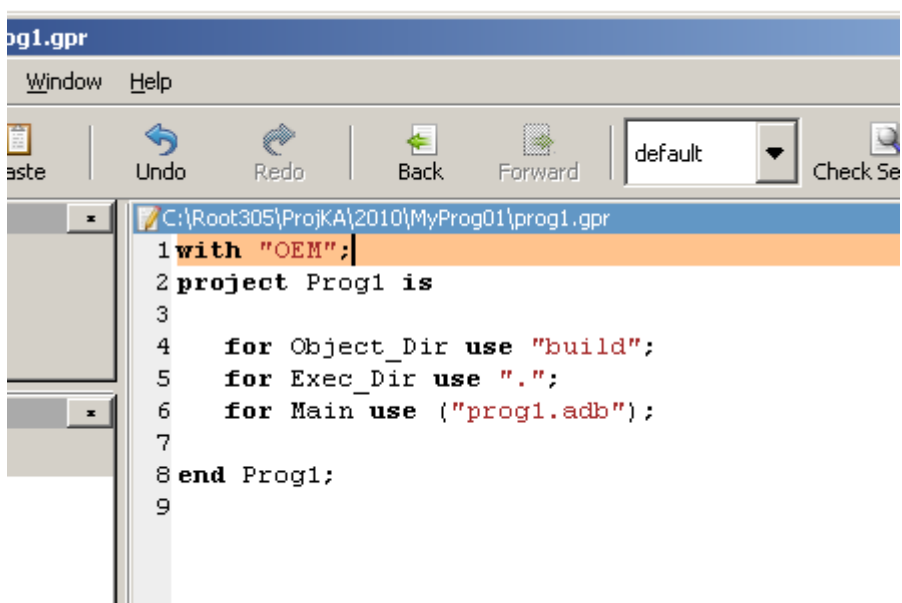 og1.gpr
Window Help
aste Undo Redo Back Forward default Check Se
C:\Root305\ProjKA\2010\MyProg01\prog1.gpr
1 with "OEM";
2 project Prog1 is
3
4    for Object_Dir use "build";
5    for Exec_Dir use ".";
6    for Main use ("prog1.adb");
7
8 end Prog1;
9